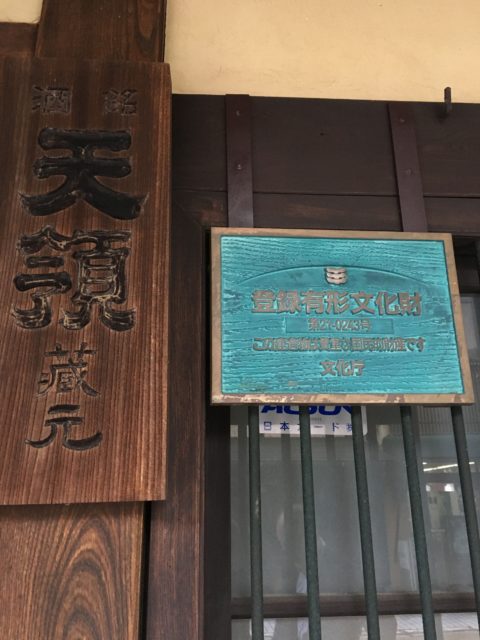 銘酒
天領
蔵元
登録有形文化財
第21-0243号
この建造物は貴重な国民的財産です
文化庁